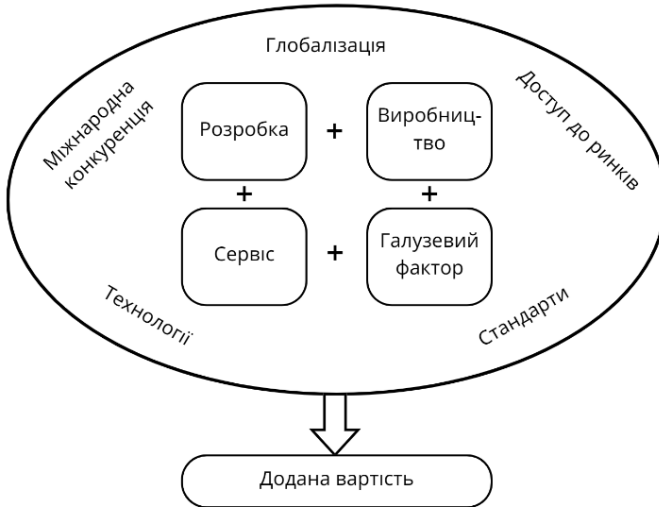 Глобалізація
Міжнародна
конкуренція
Доступ до ринків
Розробка
+
Виробниц-
тво
+
+
Сервіс
+
Галузевий
фактор
Технології
Стандарти
Додана вартість